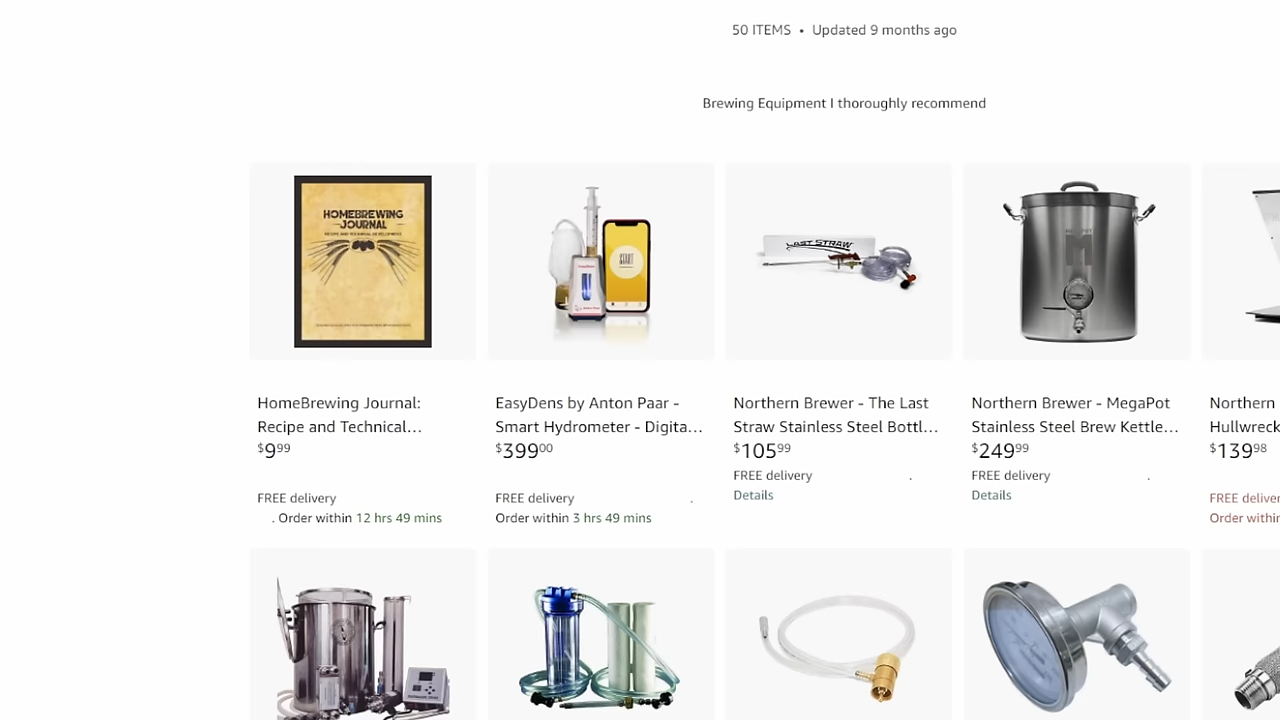 50 ITEMS • Updated 9 months ago
Brewing Equipment I thoroughly recommend
HOMEBREWING
JOURNAL
START
LAST STRAW
HomeBrewing Journal:
Recipe and Technical…
$9.99
FREE delivery
. Order within 12 hrs 49 mins
EasyDens by Anton Paar -
Smart Hydrometer - Digita…
$399.00
FREE delivery .
Order within 3 hrs 49 mins
Northern Brewer - The Last
Straw Stainless Steel Bottl…
$105.99
FREE delivery .
Details
Northern Brewer - MegaPot
Stainless Steel Brew Kettle…
$249.99
FREE delivery .
Details
Northern
Hullwreck
$139.98
FREE deliver
Order within